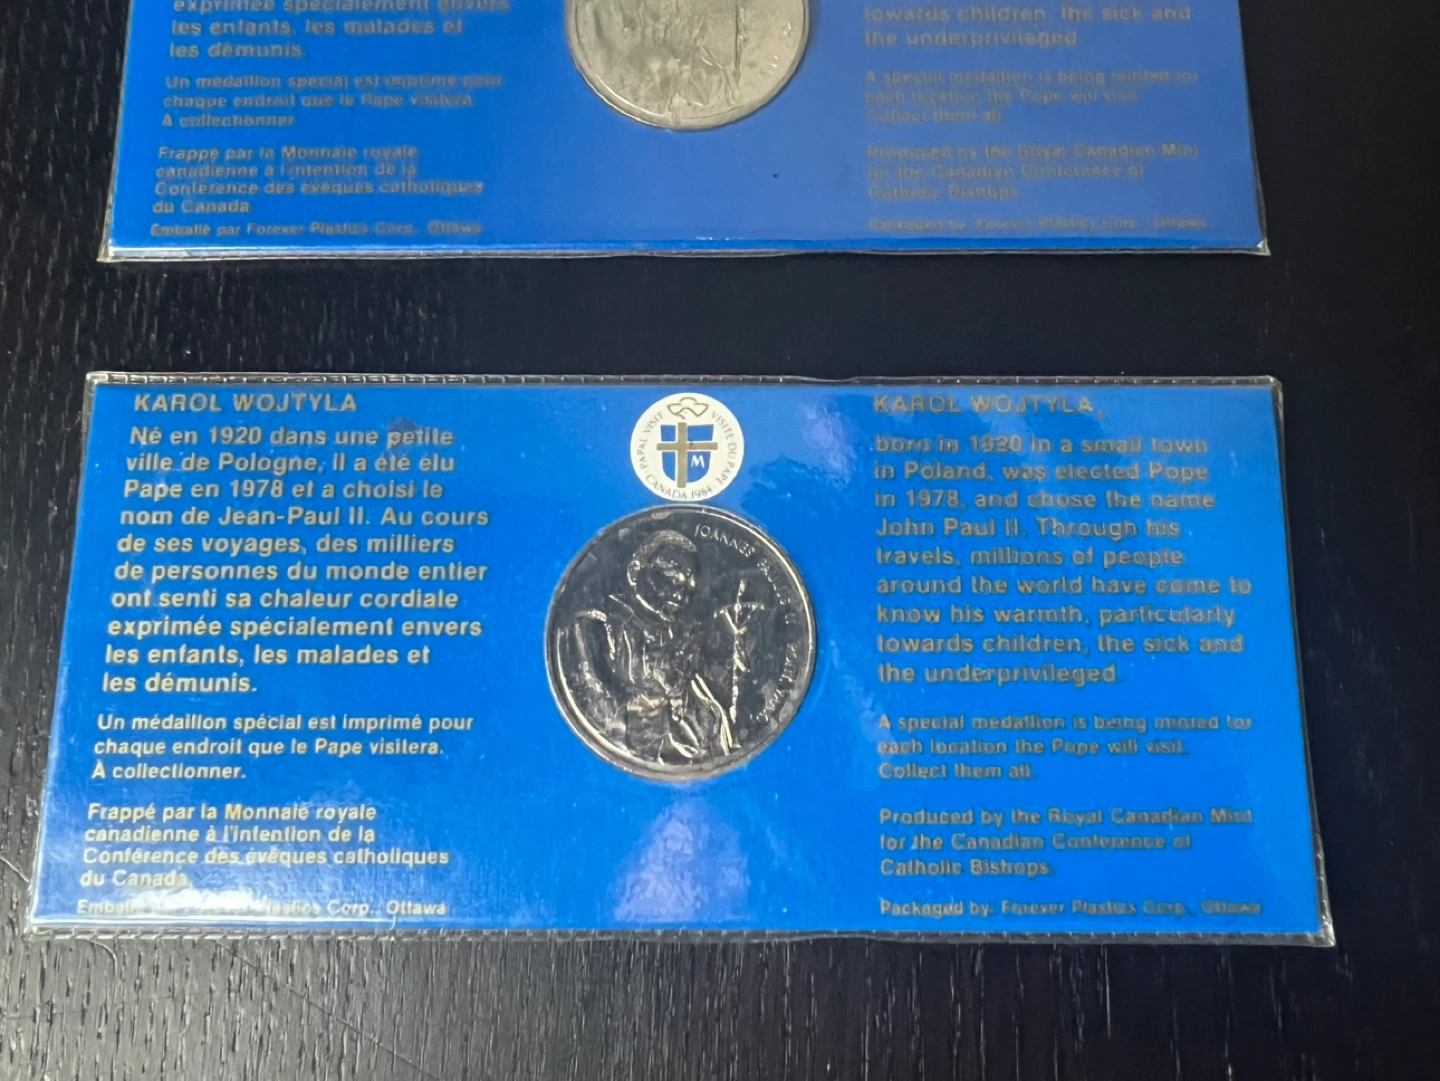 exprimée spécialement envers
les enfants, les malades et
les démunis.
Un médaillon spécial est imprimé pour
chaque endroit que le Pape visitera.
À collectionner
Frappé par la Monnaie royale
canadienne à l'intention de la
Conférence des évêques catholiques
du Canada
Emballé par Forever Plastics Corp., Ottawa
towards children, the sick and
the underprivileged
A special medallion is being minted for
each location the Pope will visit.
Collect them all.
Produced by the Royal Canadian Mint
for the Canadian Conference of
Catholic Bishops
Packaged by: Forever Plastics Corp., Ottawa
KAROL WOJTYLA
Né en 1920 dans une petite
ville de Pologne, il a été élu
Pape en 1978 et a choisi le
nom de Jean-Paul II. Au cours
de ses voyages, des milliers
de personnes du monde entier
ont senti sa chaleur cordiale
exprimée spécialement envers
les enfants, les malades et
les démunis.
Un médaillon spécial est imprimé pour
chaque endroit que le Pape visitera.
À collectionner.
Frappé par la Monnaie royale
canadienne à l'intention de la
Conférence des évêques catholiques
du Canada.
Emballé Plastics Corp., Ottawa
PAPAL VISIT VISITE DU PAPE
CANADA 1984
M
IOANNES PAULUS II
KAROL WOJTYLA,
born in 1920 in a small town
in Poland, was elected Pope
in 1978, and chose the name
John Paul II. Through his
travels, millions of people
around the world have come to
know his warmth, particularly
towards children, the sick and
the underprivileged
A special medallion is being minted for
each location the Pope will visit.
Collect them all.
Produced by the Royal Canadian Mint
for the Canadian Conference of
Catholic Bishops.
Packaged by: Forever Plastics Corp., Ottawa